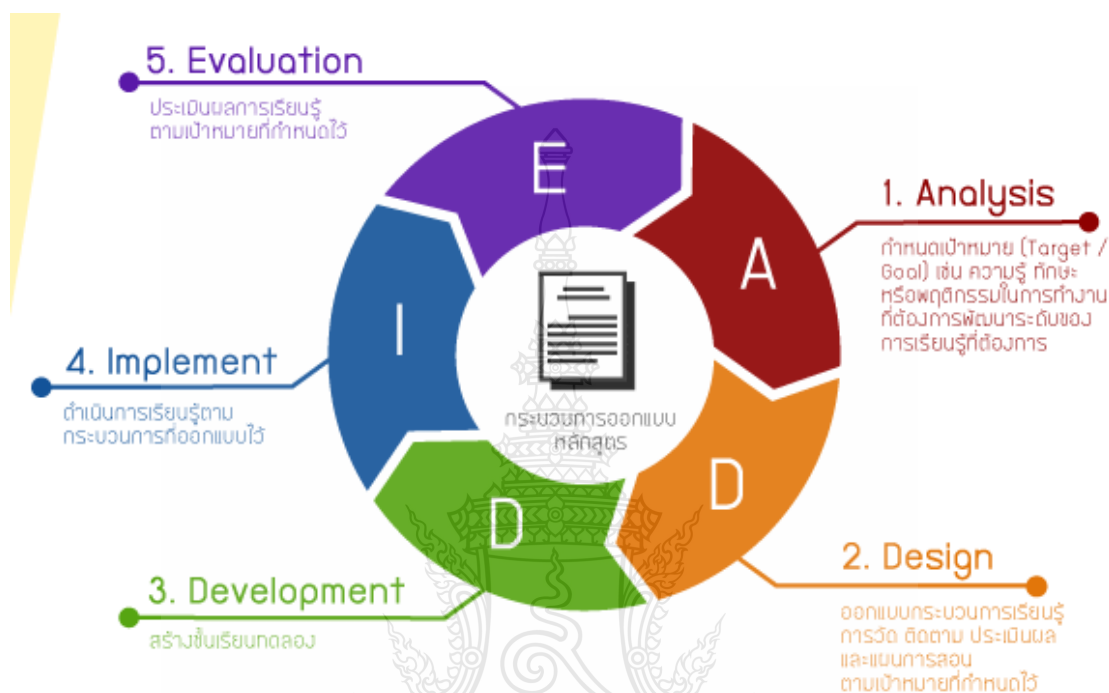 5. Evaluation
ประเมินผลการเรียนรู้
ตามเป้าหมายที่กำหนดไว้
E
1. Analysis
กำหนดเป้าหมาย (Target /
Goal) เช่น ความรู้ ทักษะ
หรือพฤติกรรมในการทำงาน
ที่ต้องการพัฒนาระดับของ
การเรียนรู้ที่ต้องการ
A
I
4. Implement
ดำเนินการเรียนรู้ตาม
กระบวนการที่ออกแบบไว้
กระบวนการออกแบบ
หลักสูตร
D
D
2. Design
ออกแบบกระบวนการเรียนรู้
การวัด ติดตาม ประเมินผล
และแผนการสอน
ตามเป้าหมายที่กำหนดไว้
3. Development
สร้างชั้นเรียนทดลอง